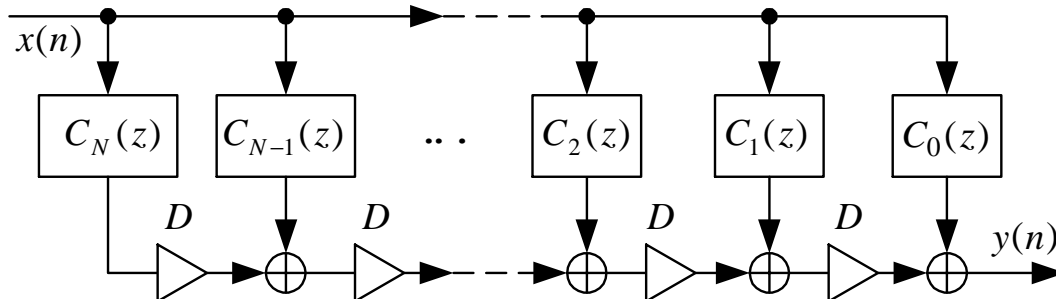 x(n)
C_N(z) C_{N-1}(z) ... C_2(z) C_1(z) C_0(z)
D D D D
y(n)